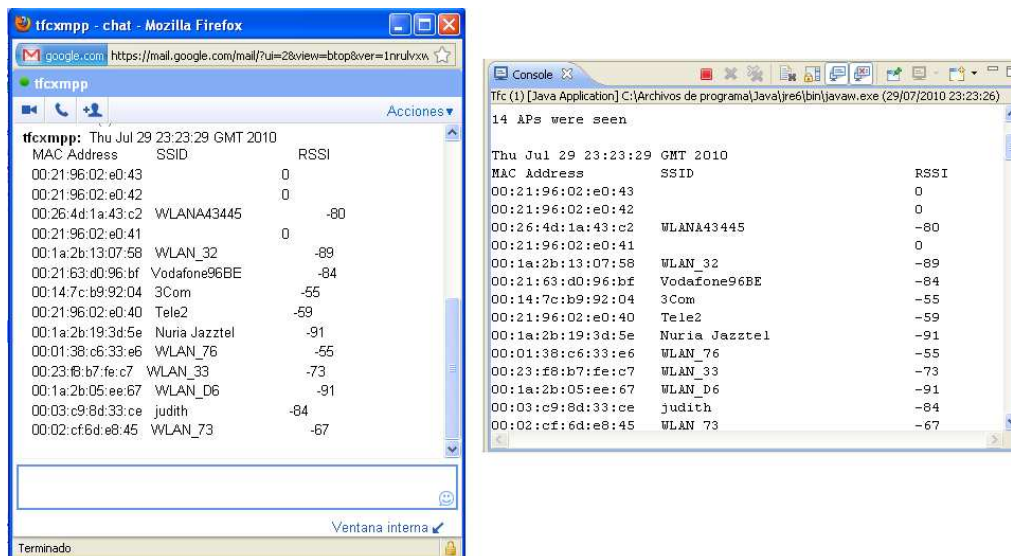 tfcxmpp - chat - Mozilla Firefox
google.com https://mail.google.com/mail/?ui=2&view=btop&ver=1nrulvxw
tfcxmpp
Acciones
tfcxmpp: Thu Jul 29 23:23:29 GMT 2010
MAC Address SSID RSSI
00:21:96:02:e0:43 0
00:21:96:02:e0:42 0
00:26:4d:1a:43:c2 WLANA43445 -80
00:21:96:02:e0:41 0
00:1a:2b:13:07:58 WLAN_32 -89
00:21:63:d0:96:bf Vodafone96BE -84
00:14:7c:b9:92:04 3Com -55
00:21:96:02:e0:40 Tele2 -59
00:1a:2b:19:3d:5e Nuria Jazztel -91
00:01:38:c6:33:e6 WLAN_76 -55
00:23:f8:b7:fe:c7 WLAN_33 -73
00:1a:2b:05:ee:67 WLAN_D6 -91
00:03:c9:8d:33:ce judith -84
00:02:cf:6d:e8:45 WLAN_73 -67
Ventana interna
Terminado
Console
Tfc (1) [Java Application] C:\Archivos de programa\Java\jre6\bin\javaw.exe (29/07/2010 23:23:26)
14 APs were seen
Thu Jul 29 23:23:29 GMT 2010
MAC Address SSID RSSI
00:21:96:02:e0:43 0
00:21:96:02:e0:42 0
00:26:4d:1a:43:c2 WLANA43445 -80
00:21:96:02:e0:41 0
00:1a:2b:13:07:58 WLAN_32 -89
00:21:63:d0:96:bf Vodafone96BE -84
00:14:7c:b9:92:04 3Com -55
00:21:96:02:e0:40 Tele2 -59
00:1a:2b:19:3d:5e Nuria Jazztel -91
00:01:38:c6:33:e6 WLAN_76 -55
00:23:f8:b7:fe:c7 WLAN_33 -73
00:1a:2b:05:ee:67 WLAN_D6 -91
00:03:c9:8d:33:ce judith -84
00:02:cf:6d:e8:45 WLAN 73 -67